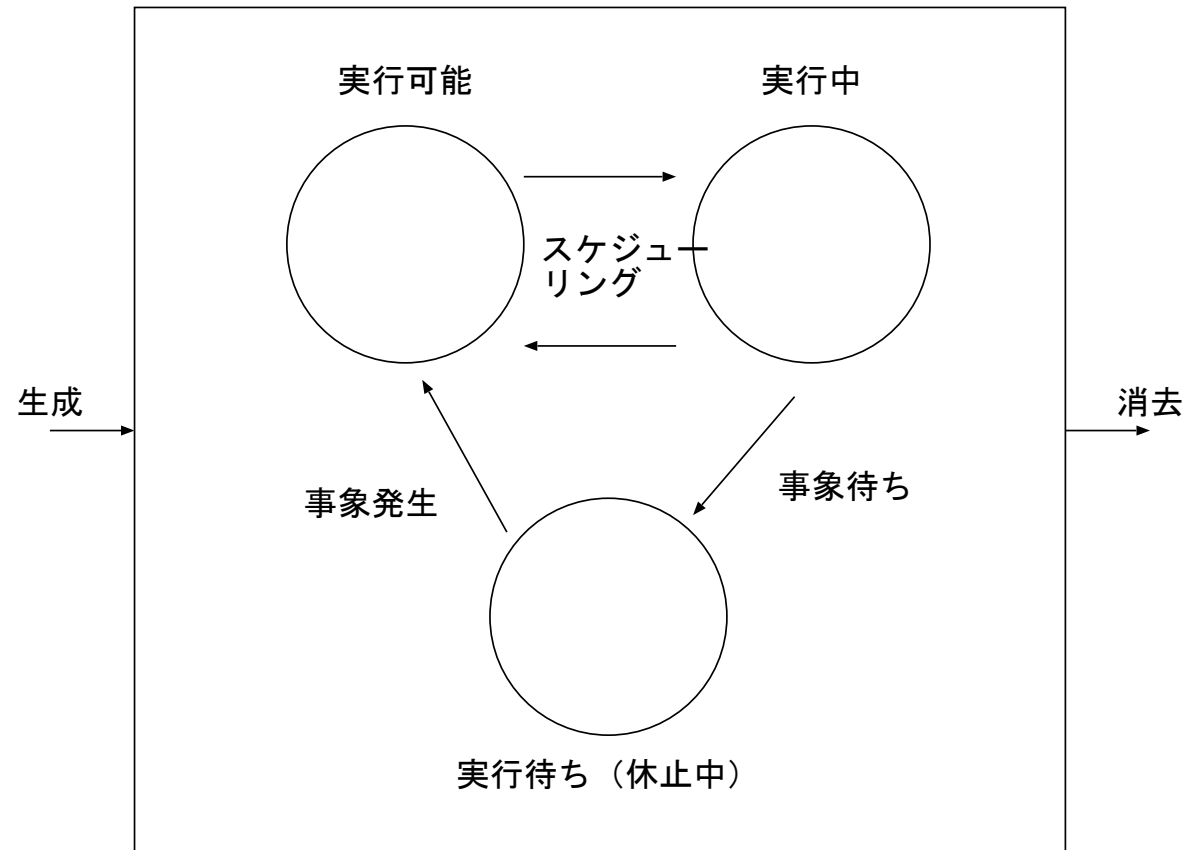 実行可能
実行中
スケジュー
リング
生成
消去
事象発生
事象待ち
実行待ち（休止中）